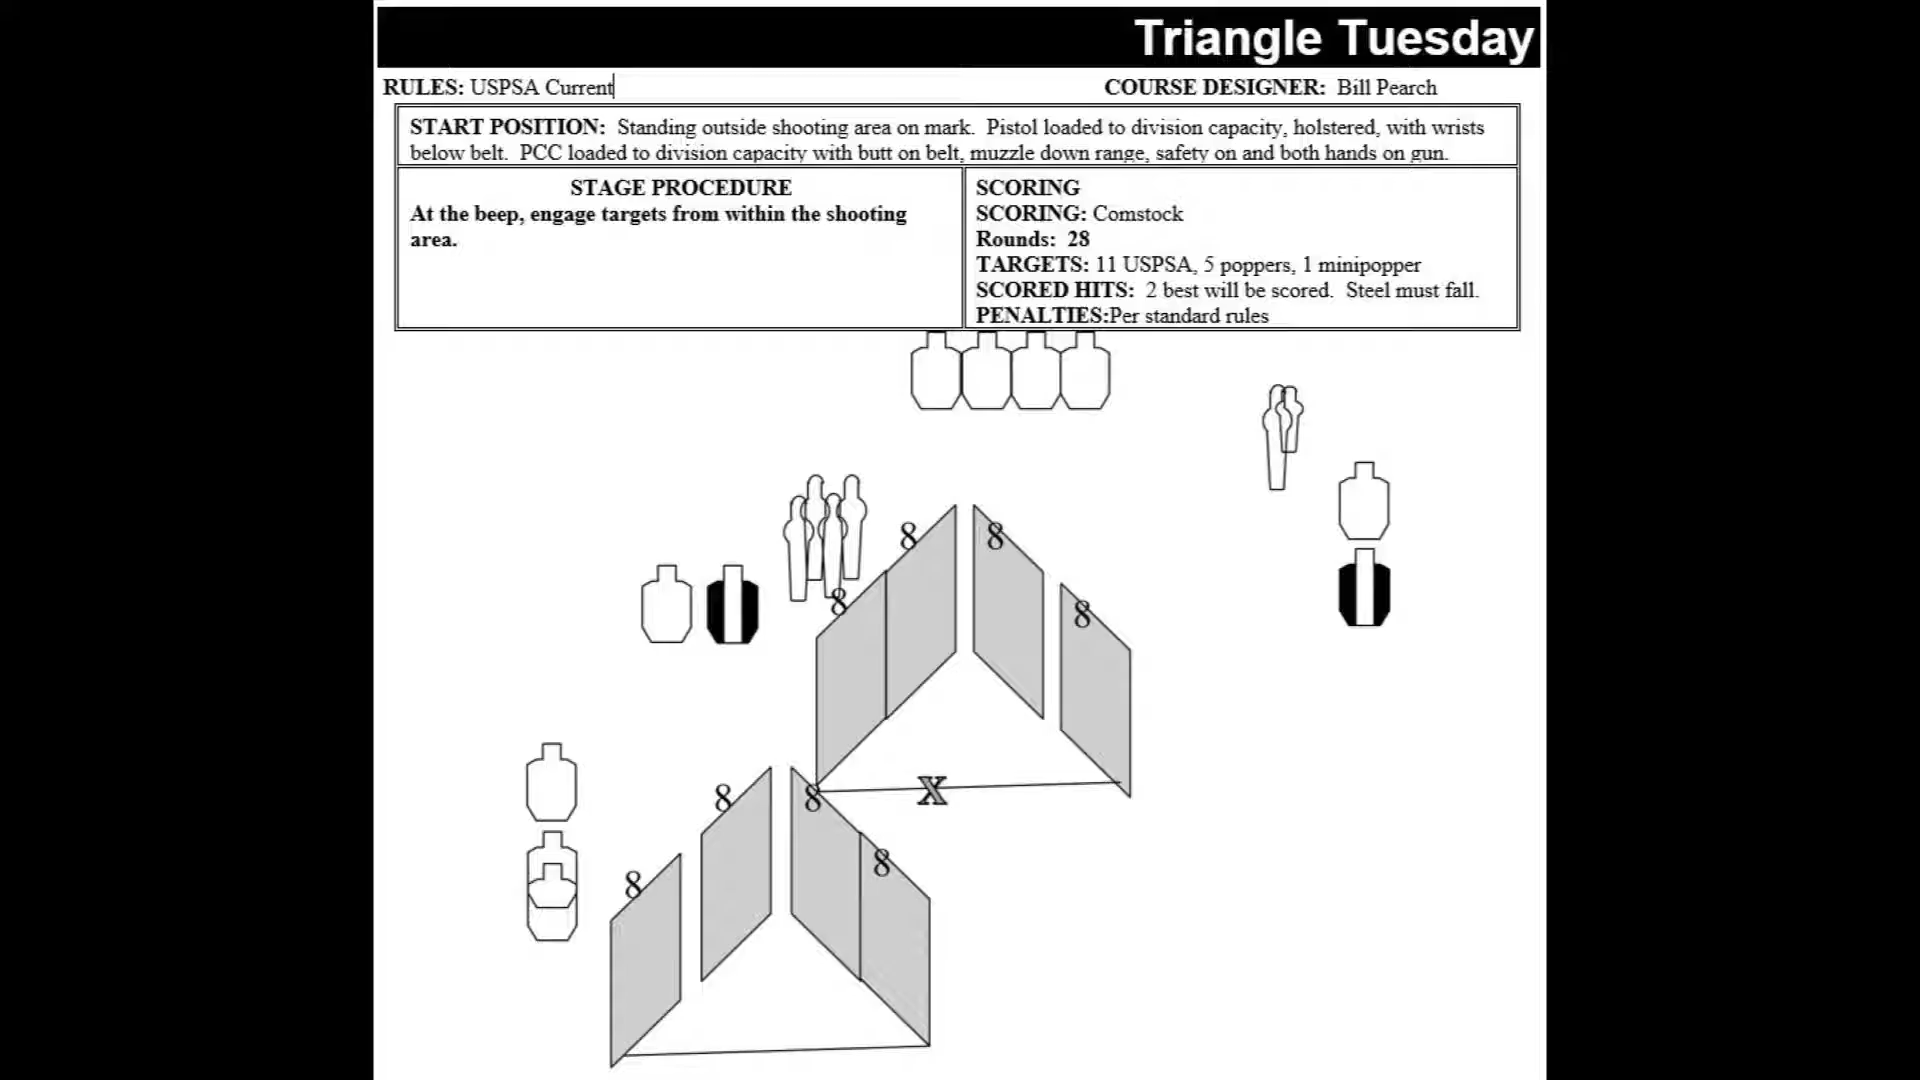 Triangle Tuesday
RULES: USPSA Current
COURSE DESIGNER: Bill Pearch
START POSITION: Standing outside shooting area on mark. Pistol loaded to division capacity, holstered, with wrists
below belt. PCC loaded to division capacity with butt on belt, muzzle down range, safety on and both hands on gun.
STAGE PROCEDURE
At the beep, engage targets from within the shooting
area.
SCORING
SCORING: Comstock
Rounds: 28
TARGETS: 11 USPSA, 5 poppers, 1 minipopper
SCORED HITS: 2 best will be scored. Steel must fall.
PENALTIES:Per standard rules
8
8
8
8
X
8
8
8
8